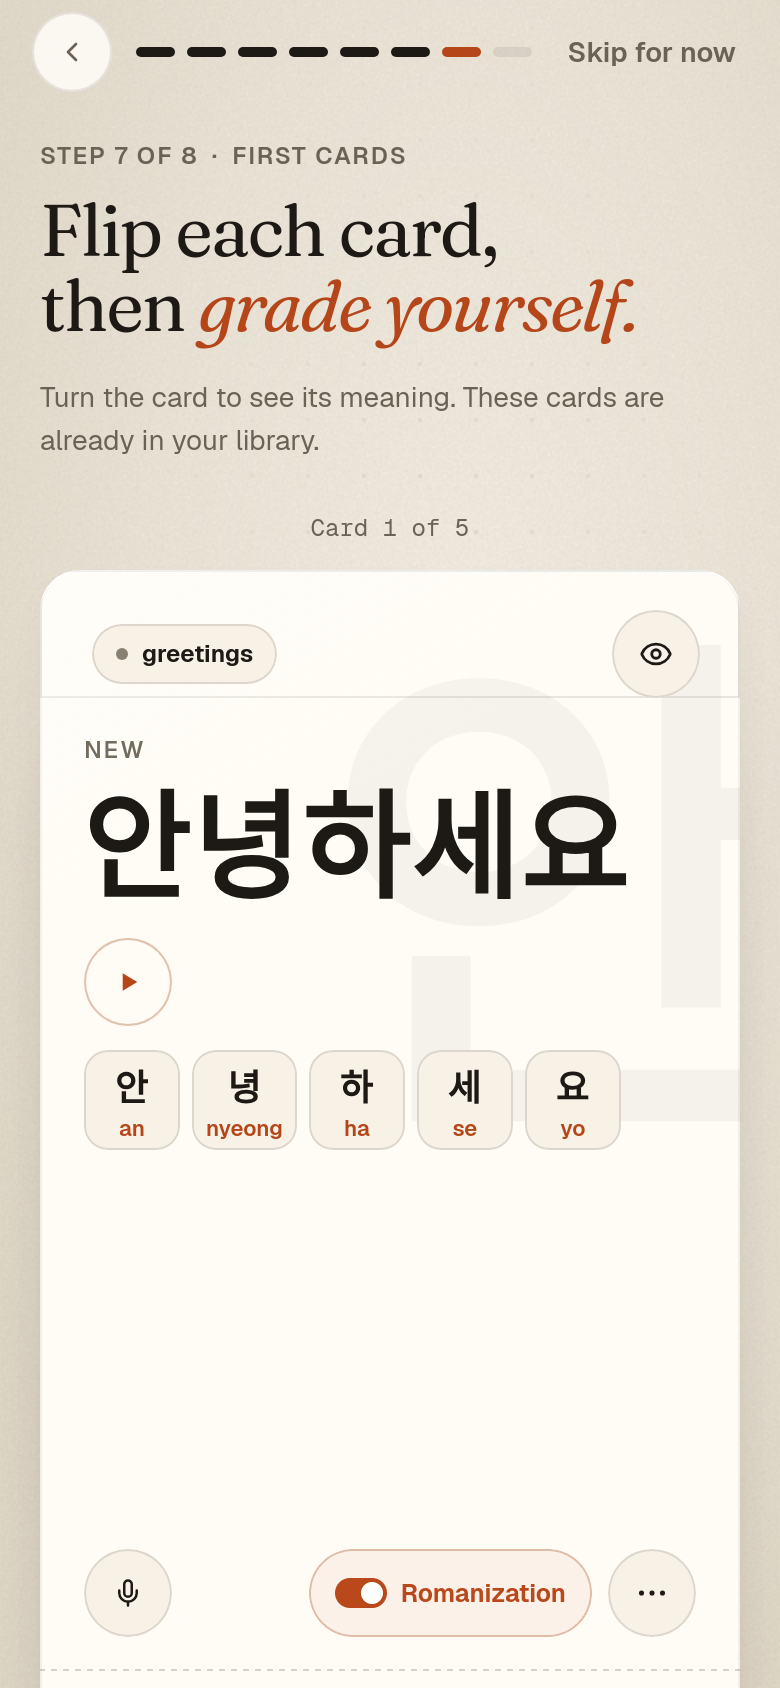 Skip for now
STEP 7 OF 8 · FIRST CARDS
Flip each card,
then grade yourself.
Turn the card to see its meaning. These cards are
already in your library.
Card 1 of 5
greetings
NEW
안녕하세요
안 녕 하 세 요
an nyeong ha se yo
Romanization